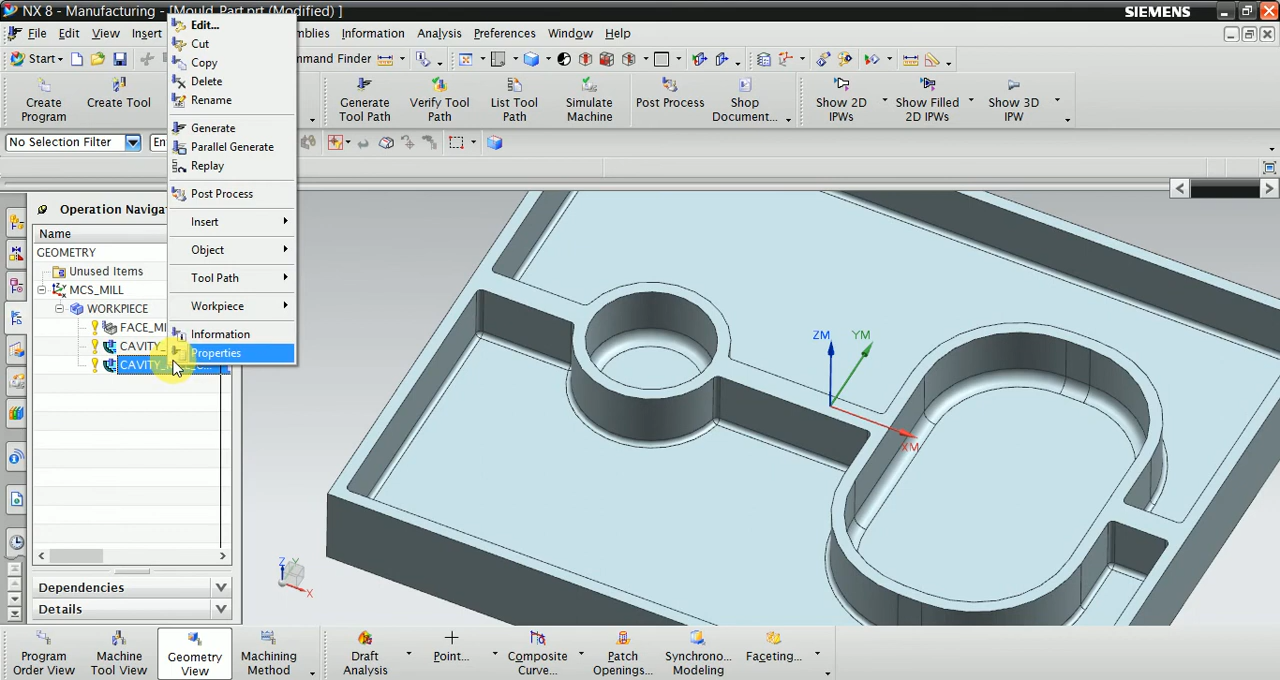 NX 8 - Manufacturing - [Mould_Part.prt (Modified) ]
SIEMENS
File Edit View Insert mblies Information Analysis Preferences Window Help
Start mmand Finder
Create Program
Create Tool
Generate Tool Path
Verify Tool Path
List Tool Path
Simulate Machine
Post Process
Shop Document...
Show 2D IPWs
Show Filled 2D IPWs
Show 3D IPW
No Selection Filter
En
Edit...
Cut
Copy
Delete
Rename
Generate
Parallel Generate
Replay
Post Process
Insert
Object
Tool Path
Workpiece
Information
Properties
Operation Naviga
Name
GEOMETRY
Unused Items
MCS_MILL
WORKPIECE
FACE_MI
CAVITY_
CAVITY_
Dependencies
Details
ZM
YM
XM
Z
Y
X
Program Order View
Machine Tool View
Geometry View
Machining Method
Draft Analysis
Point...
Composite Curve...
Patch Openings...
Synchrono... Modeling
Faceting...